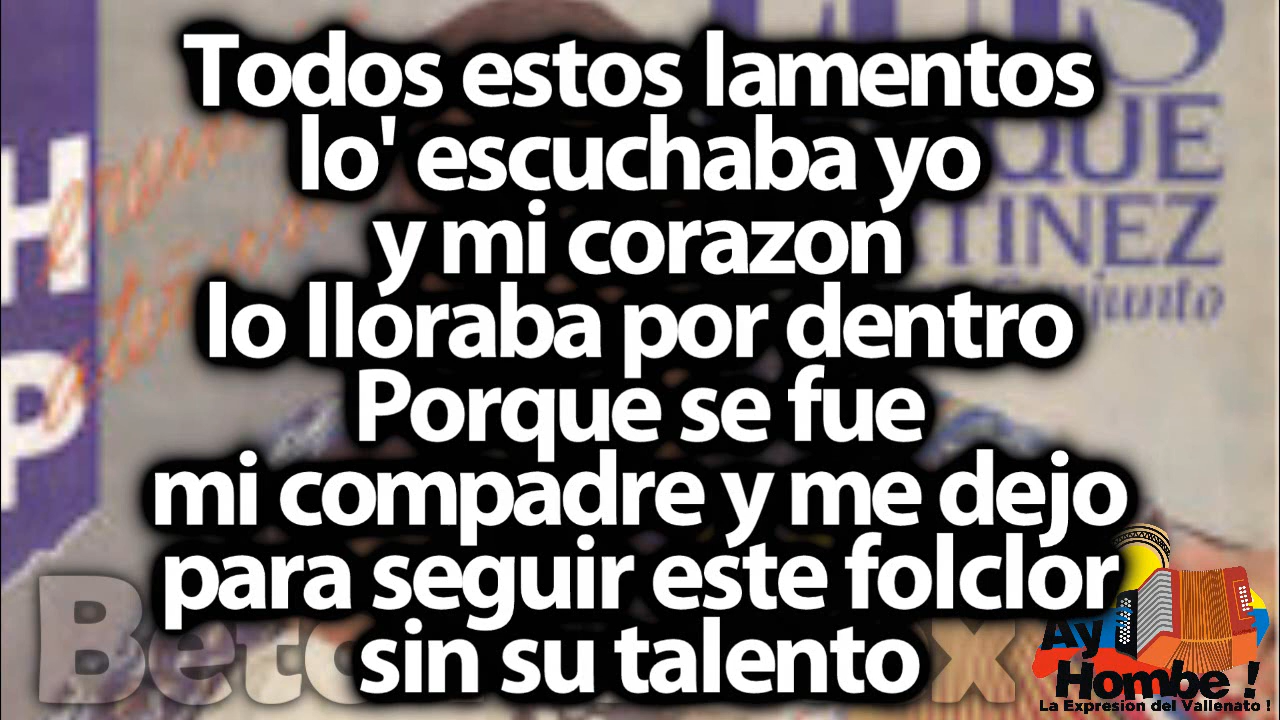 Todos estos lamentos
lo' escuchaba yo
y mi corazon
lo lloraba por dentro
Porque se fue
mi compadre y me dejo
para seguir este folclor
sin su talento
Ay
Hombe !
La Expresion del Vallenato !